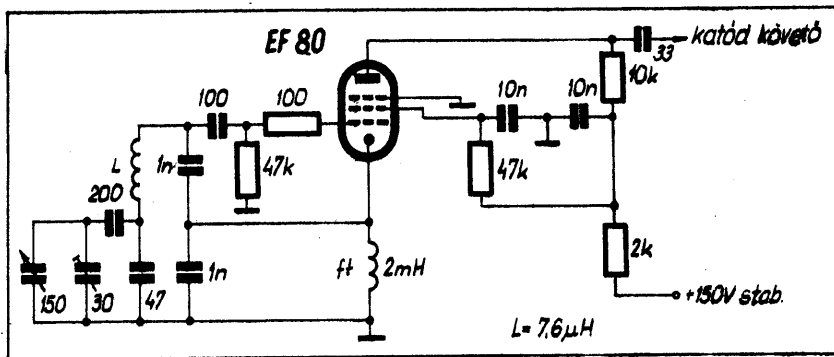 EF 80
katód követő
33
10k
10n
10n
100
100
1n
47k
47k
L
200
2k
150
30
47
1n
ft
2mH
+150V stab.
L= 7,6µH